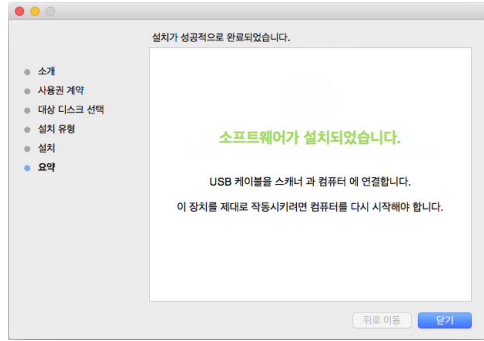 설치가 성공적으로 완료되었습니다.
소개
사용권 계약
대상 디스크 선택
설치 유형
설치
요약
소프트웨어가 설치되었습니다.
USB 케이블을 스캐너 과 컴퓨터 에 연결합니다.
이 장치를 제대로 작동시키려면 컴퓨터를 다시 시작해야 합니다.
뒤로 이동
닫기